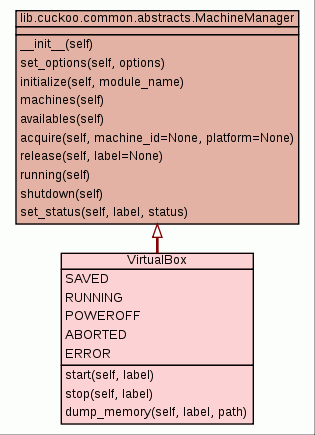 lib.cuckoo.common.abstracts.MachineManager
__init__(self)
set_options(self, options)
initialize(self, module_name)
machines(self)
availables(self)
acquire(self, machine_id=None, platform=None)
release(self, label=None)
running(self)
shutdown(self)
set_status(self, label, status)
VirtualBox
SAVED
RUNNING
POWEROFF
ABORTED
ERROR
start(self, label)
stop(self, label)
dump_memory(self, label, path)